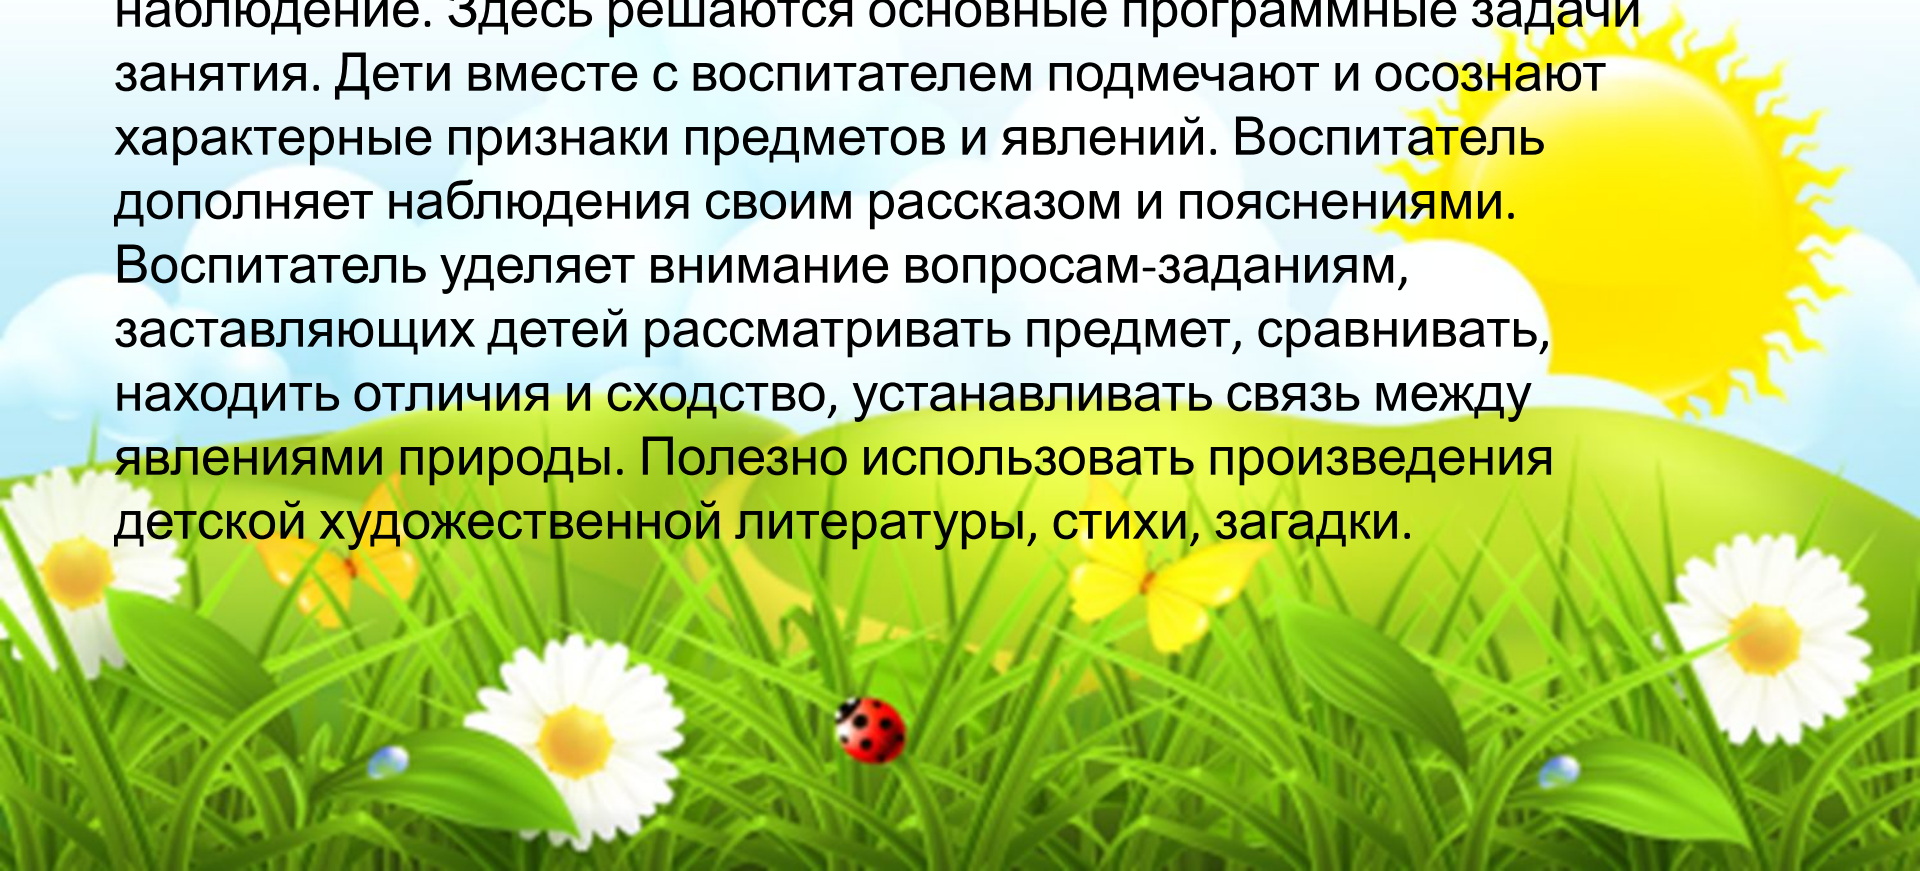 наблюдение. Здесь решаются основные программные задачи
занятия. Дети вместе с воспитателем подмечают и осознают
характерные признаки предметов и явлений. Воспитатель
дополняет наблюдения своим рассказом и пояснениями.
Воспитатель уделяет внимание вопросам-заданиям,
заставляющих детей рассматривать предмет, сравнивать,
находить отличия и сходство, устанавливать связь между
явлениями природы. Полезно использовать произведения
детской художественной литературы, стихи, загадки.